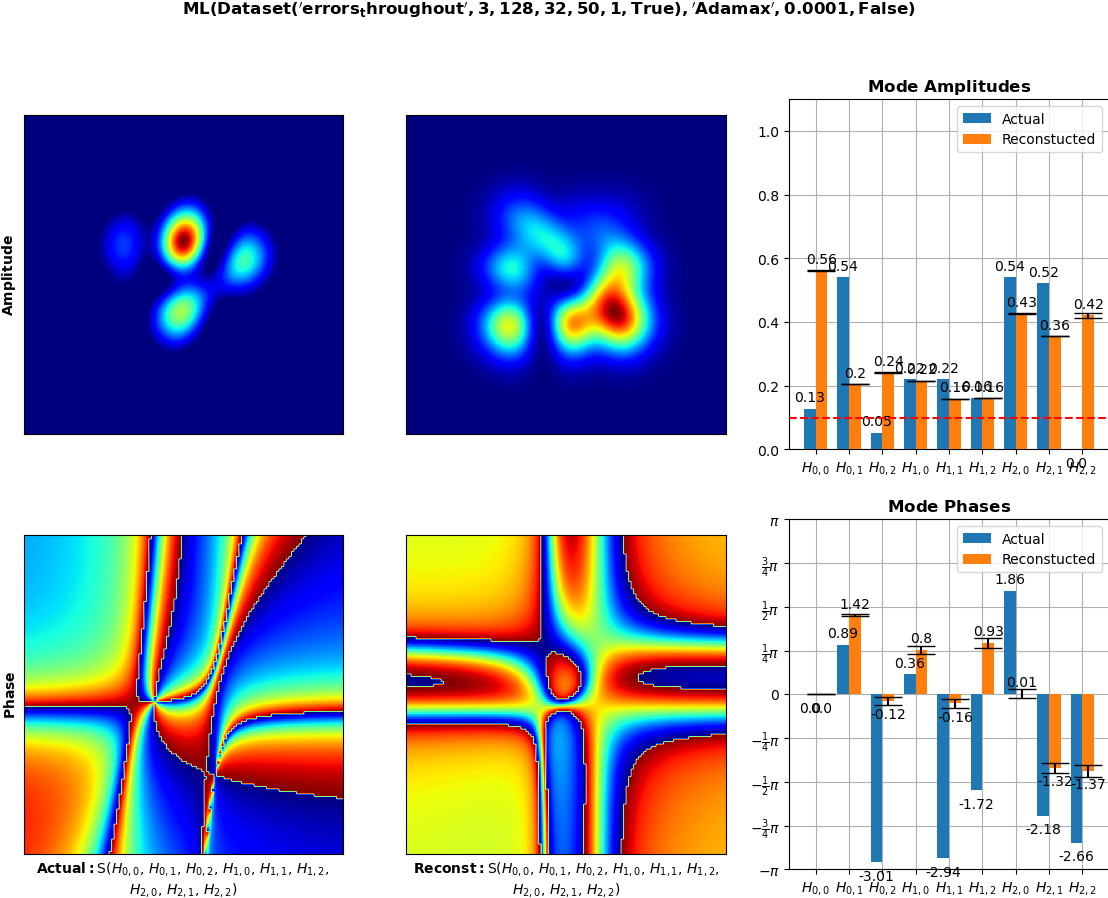 ML(Dataset('errors_throughout', 3, 128, 32, 50, 1, True), 'Adamax', 0.0001, False)
Amplitude
Mode Amplitudes
Actual
Reconstucted
1.0
0.8
0.6
0.4
0.2
0.0
0.13
0.56
0.54
0.2
0.05
0.24
0.22
0.22
0.22
0.16
0.16
0.16
0.54
0.43
0.52
0.36
0.0
0.42
H0,0 H0,1 H0,2 H1,0 H1,1 H1,2 H2,0 H2,1 H2,2
Phase
Mode Phases
Actual
Reconstucted
π
3/4π
1/2π
1/4π
0
−1/4π
−1/2π
−3/4π
−π
0.0
0.0
0.89
1.42
-3.01
-0.12
0.36
0.8
-2.94
-0.16
-1.72
0.93
1.86
0.01
-2.18
-1.32
-2.66
-1.37
H0,0 H0,1 H0,2 H1,0 H1,1 H1,2 H2,0 H2,1 H2,2
Actual: S(H0,0, H0,1, H0,2, H1,0, H1,1, H1,2,
H2,0, H2,1, H2,2)
Reconst: S(H0,0, H0,1, H0,2, H1,0, H1,1, H1,2,
H2,0, H2,1, H2,2)